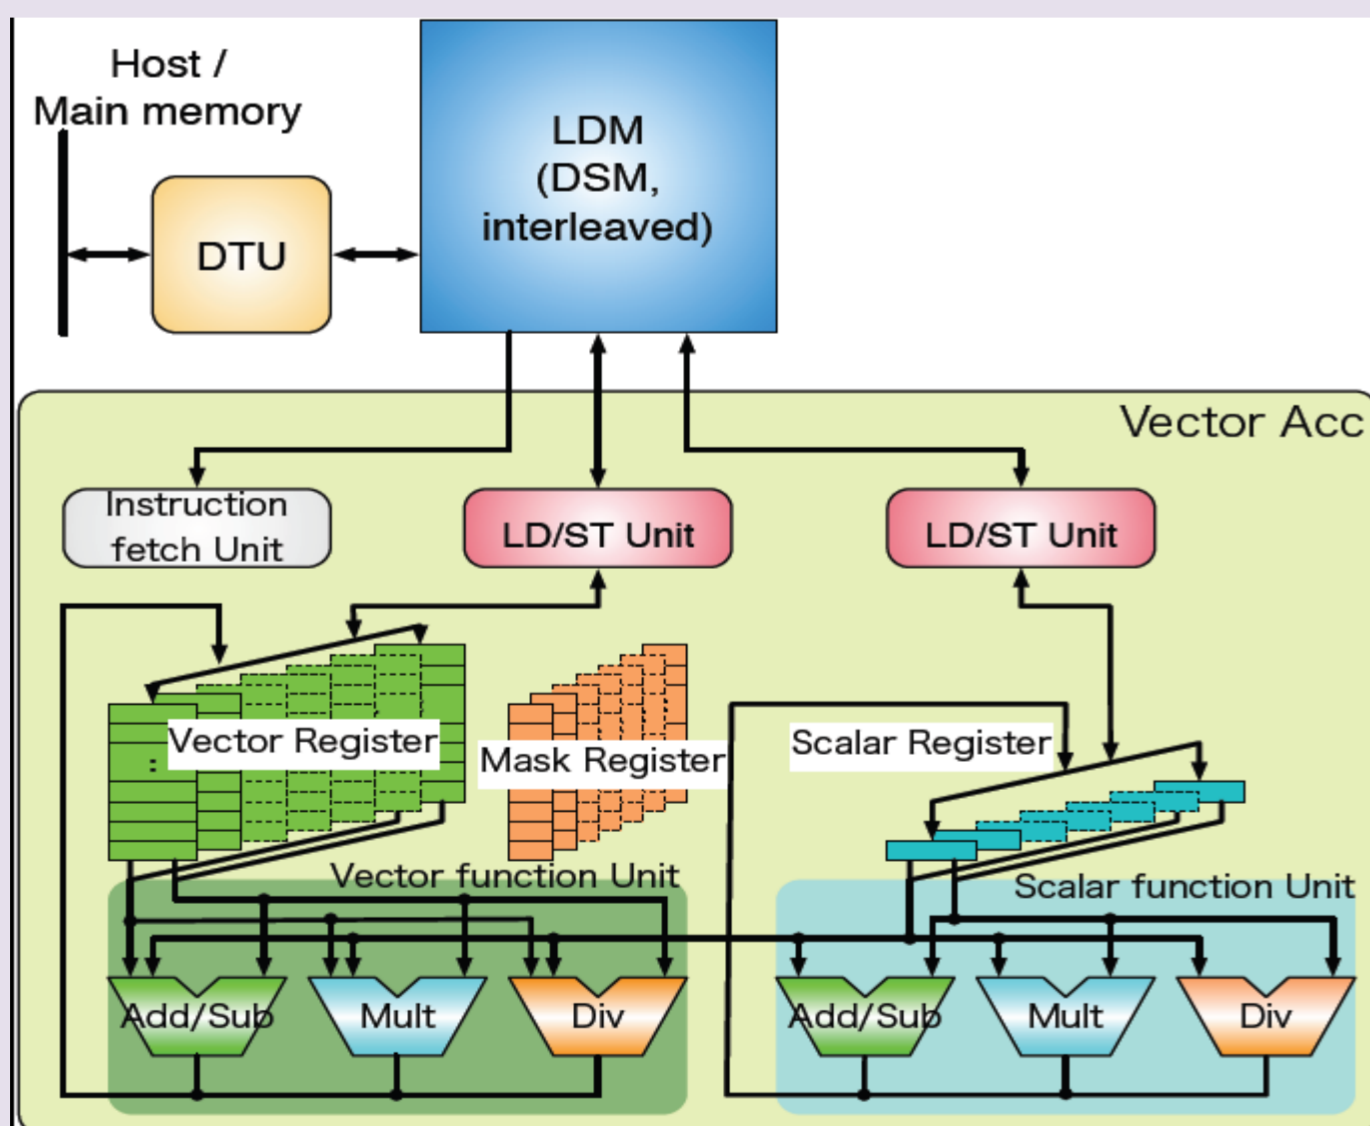 Host /
Main memory
LDM
(DSM,
interleaved)
DTU
Vector Acc
Instruction
fetch Unit
LD/ST Unit
LD/ST Unit
Vector Register
:
Mask Register
Scalar Register
Vector function Unit
Scalar function Unit
Add/Sub
Mult
Div
Add/Sub
Mult
Div